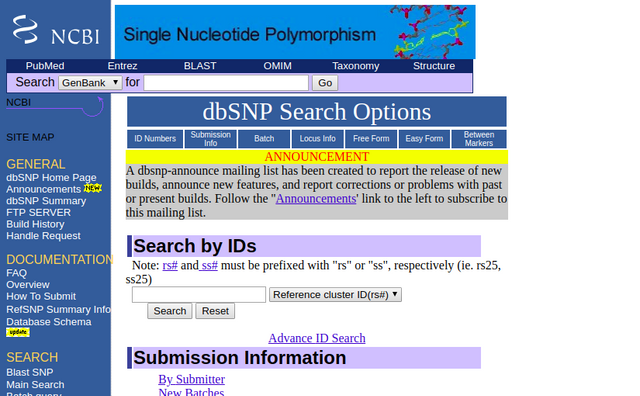 NCBI
Single Nucleotide Polymorphism
PubMed Entrez BLAST OMIM Taxonomy Structure
Search GenBank for Go
NCBI
SITE MAP
GENERAL
dbSNP Home Page
Announcements NEW
dbSNP Summary
FTP SERVER
Build History
Handle Request
DOCUMENTATION
FAQ
Overview
How To Submit
RefSNP Summary Info
Database Schema
update
SEARCH
Blast SNP
Main Search
Batch query
dbSNP Search Options
ID Numbers Submission Info Batch Locus Info Free Form Easy Form Between Markers
ANNOUNCEMENT
A dbsnp-announce mailing list has been created to report the release of new
builds, announce new features, and report corrections or problems with past
or present builds. Follow the "Announcements' link to the left to subscribe to
this mailing list.
Search by IDs
Note: rs# and ss# must be prefixed with "rs" or "ss", respectively (ie. rs25,
ss25)
Reference cluster ID(rs#)
Search Reset
Advance ID Search
Submission Information
By Submitter
New Batches